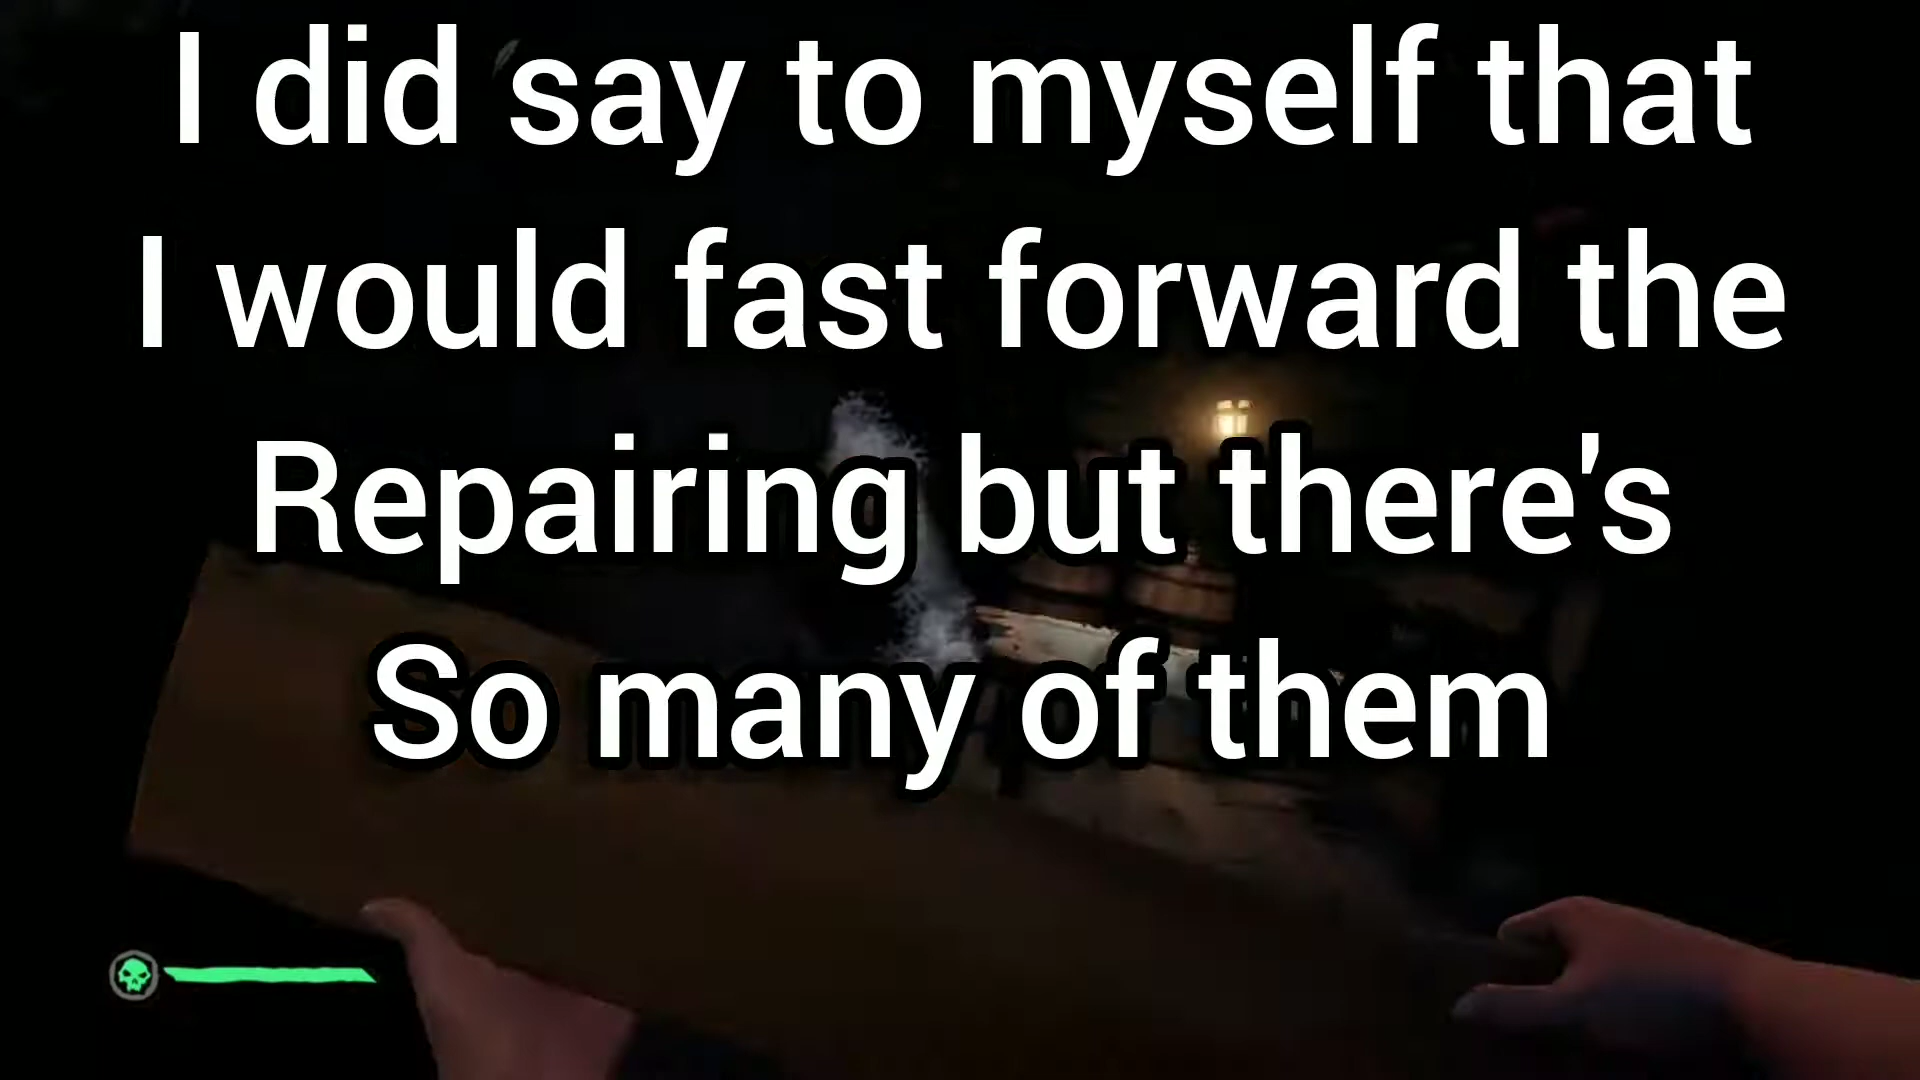 I did say to myself that
I would fast forward the
Repairing but there's
So many of them